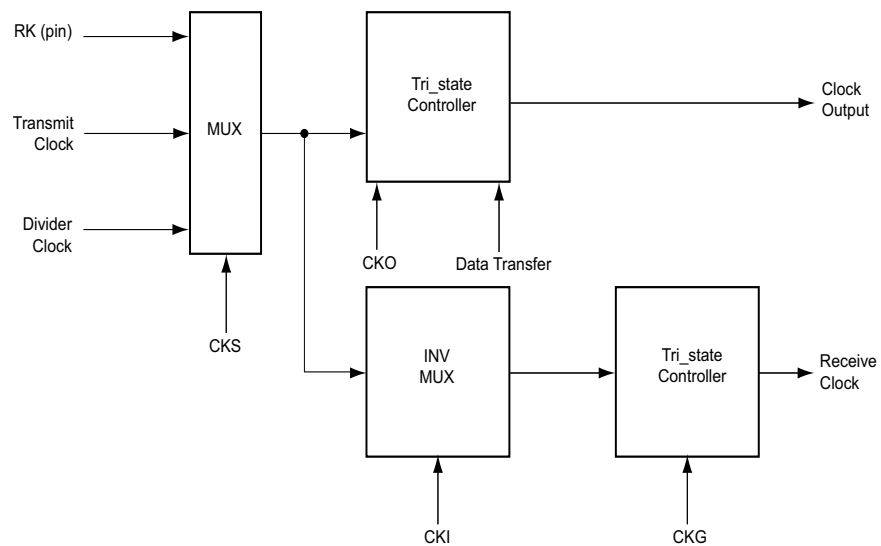 RK (pin)
Transmit
Clock
Divider
Clock
MUX
CKS
Tri_state
Controller
CKO
Data Transfer
Clock
Output
INV
MUX
CKI
Tri_state
Controller
CKG
Receive
Clock